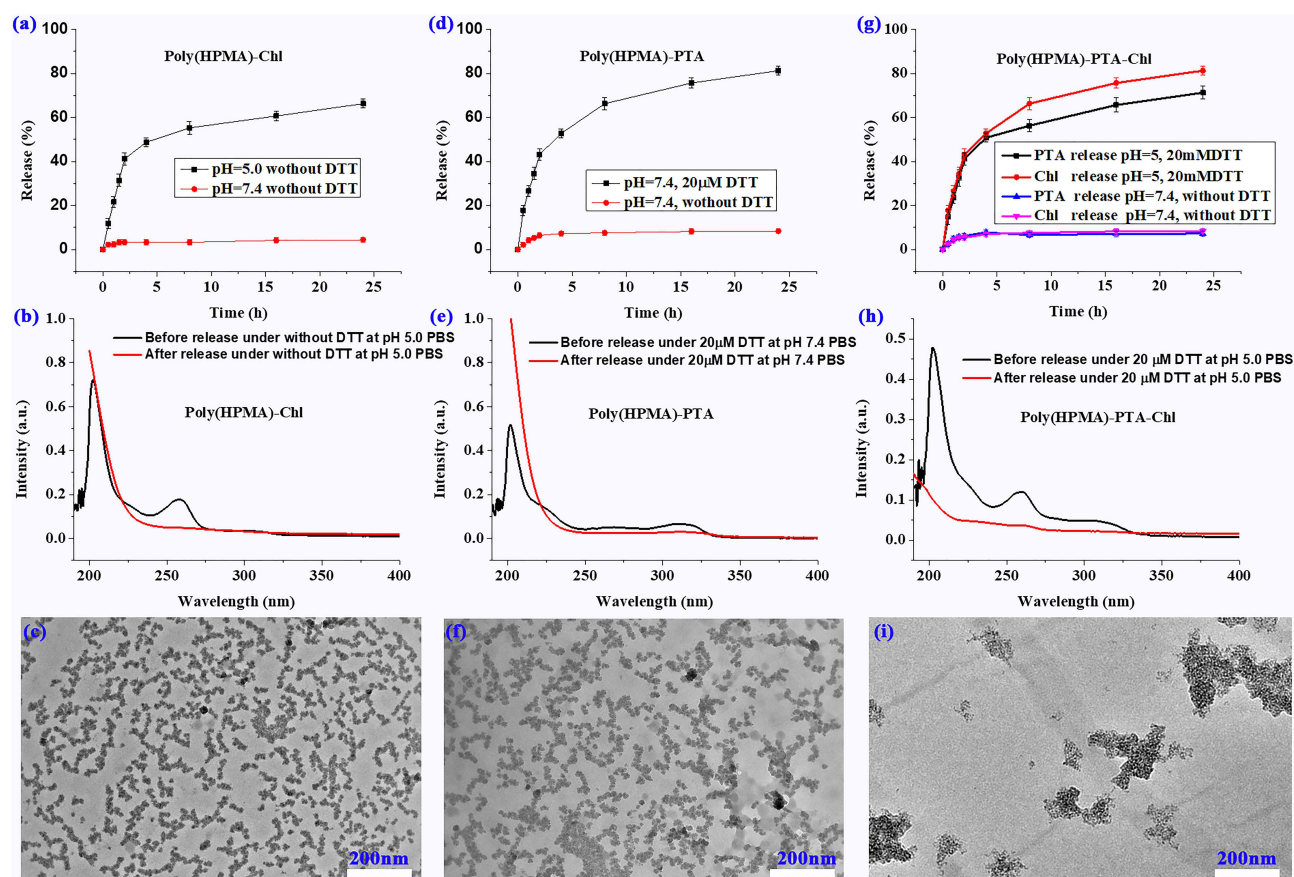 (a)
100
80
60
40
20
0
Release (%)
Poly(HPMA)-Chl
pH=5.0 wothout DTT
pH=7.4 without DTT
0 5 10 15 20 25
Time (h)
(d)
100
80
60
40
20
0
Release (%)
Poly(HPMA)-PTA
pH=7.4, 20μM DTT
pH=7.4, wothout DTT
0 5 10 15 20 25
Time (h)
(g)
100
80
60
40
20
0
Release (%)
Poly(HPMA)-PTA-Chl
PTA release pH=5, 20mMDTT
Chl release pH=5, 20mMDTT
PTA release pH=7.4, without DTT
Chl release pH=7.4, without DTT
0 5 10 15 20 25
Time (h)
(b)
1.0
0.8
0.6
0.4
0.2
0.0
Intensity (a.u.)
Before release under without DTT at pH 5.0 PBS
After release under without DTT at pH 5.0 PBS
Poly(HPMA)-Chl
200 250 300 350 400
Wavelength (nm)
(e)
1.0
0.8
0.6
0.4
0.2
0.0
Intensity (a.u.)
Before release under 20μM DTT at pH 7.4 PBS
After release under 20μM DTT at pH 7.4 PBS
Poly(HPMA)-PTA
200 250 300 350 400
Wavelength (nm)
(h)
0.5
0.4
0.3
0.2
0.1
0.0
Intensity (a.u.)
Before release under 20 μM DTT at pH 5.0 PBS
After release under 20 μM DTT at pH 5.0 PBS
Poly(HPMA)-PTA-Chl
200 250 300 350 400
Wavelength (nm)
(c)
200nm
(f)
200nm
(i)
200nm